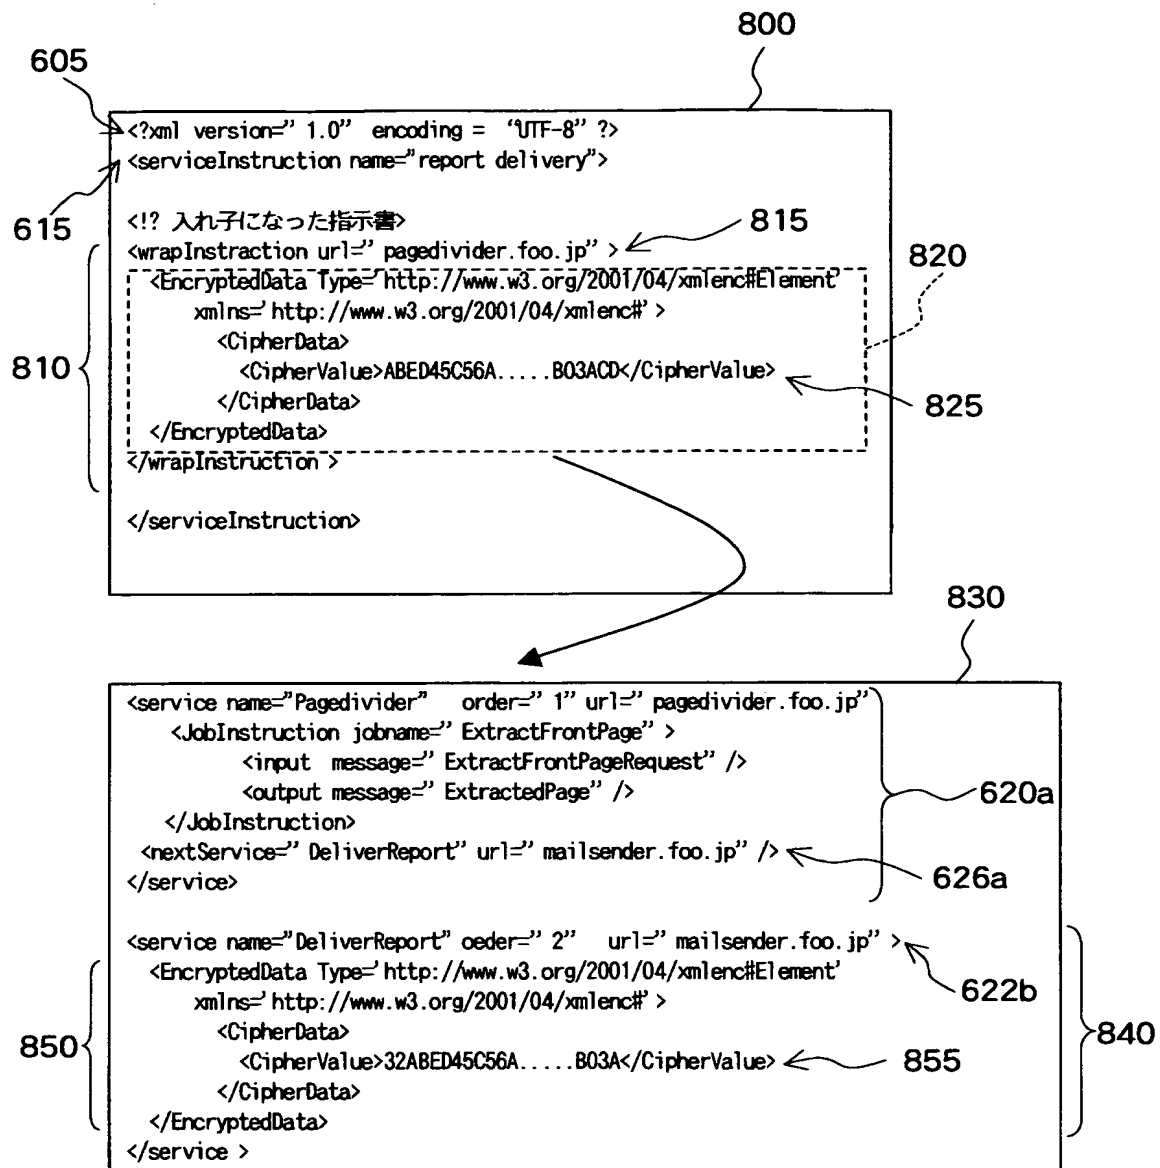 800
605
<?xml version=” 1.0” encoding = “UTF-8” ?>
<serviceInstruction name=”report delivery”>
615
<!? 入れ子になった指示書>
815
<wrapInstraction url=” pagedivider.foo.jp” >
820
<EncryptedData Type=’http://www.w3.org/2001/04/xmlenc#Element’
xmlns=’http://www.w3.org/2001/04/xmlenc#’ >
<CipherData>
810
<CipherValue>ABED45C56A.....B03ACD</CipherValue>
</CipherData>
825
</EncryptedData>
</wrapInstruction >
</serviceInstruction>
830
<service name=”Pagedivider” order=” 1” url=” pagedivider.foo.jp”
<JobInstruction jobname=” ExtractFrontPage” >
<input message=” ExtractFrontPageRequest” />
<output message=” ExtractedPage” />
620a
</JobInstruction>
<nextService=” DeliverReport” url=” mailsender.foo.jp” />
626a
</service>
<service name=”DeliverReport” oeder=” 2” url=” mailsender.foo.jp” >
<EncryptedData Type=’http://www.w3.org/2001/04/xmlenc#Element’
622b
xmlns=’http://www.w3.org/2001/04/xmlenc#’ >
<CipherData>
840
850
<CipherValue>32ABED45C56A.....B03A</CipherValue>
855
</CipherData>
</EncryptedData>
</service >